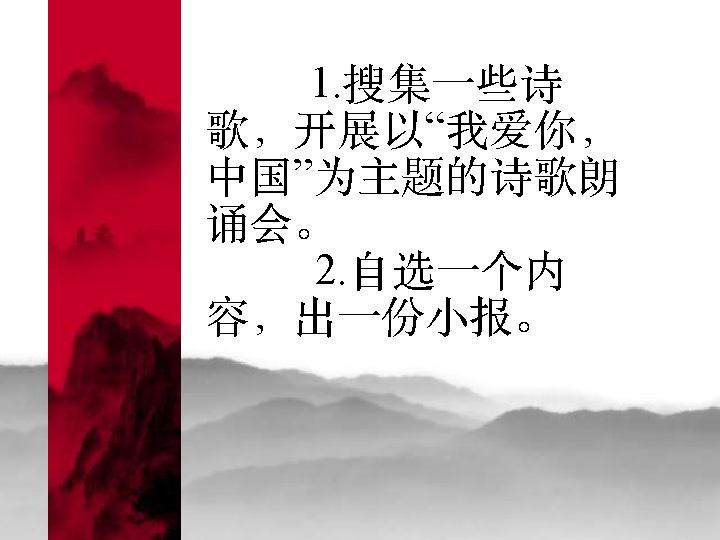 1.搜集一些诗
歌，开展以“我爱你，
中国”为主题的诗歌朗
诵会。
2.自选一个内
容，出一份小报。